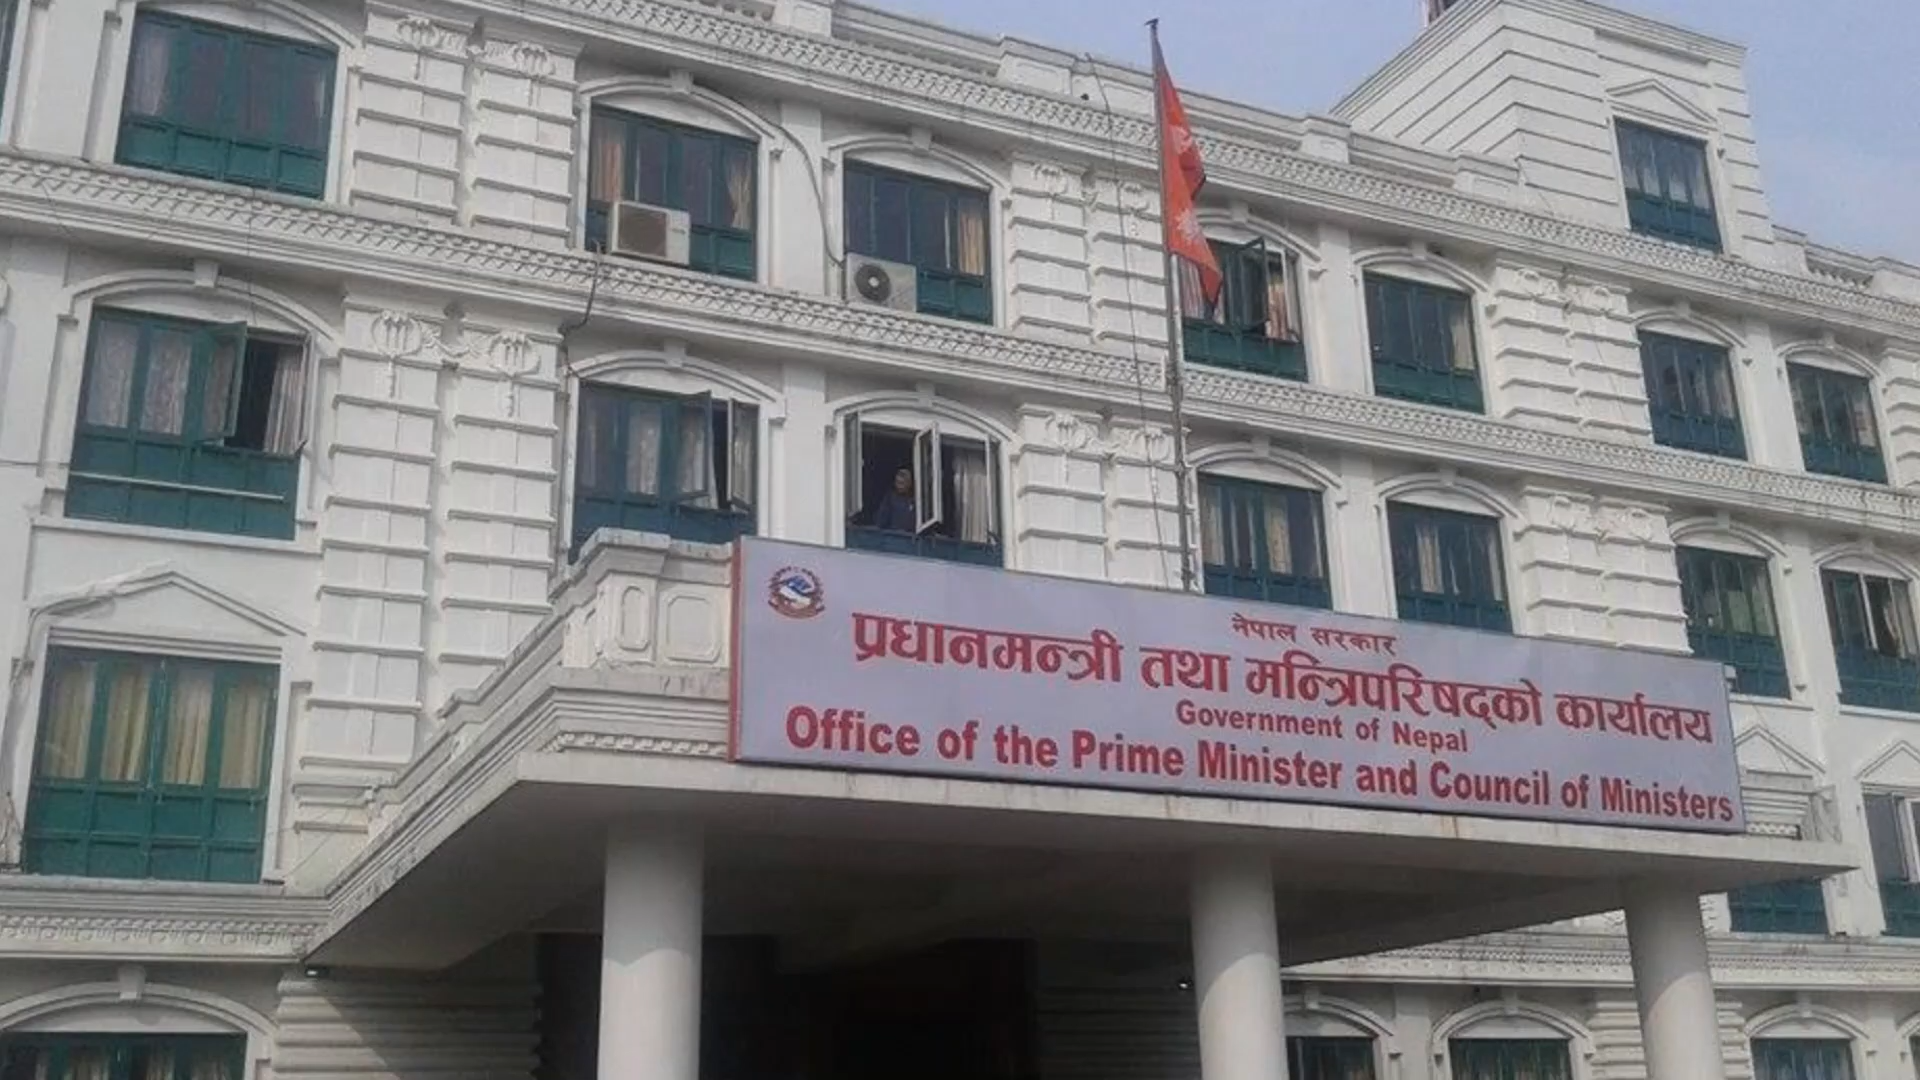 नेपाल सरकार
प्रधानमन्त्री तथा मन्त्रिपरिषद्को कार्यालय
Government of Nepal
Office of the Prime Minister and Council of Ministers